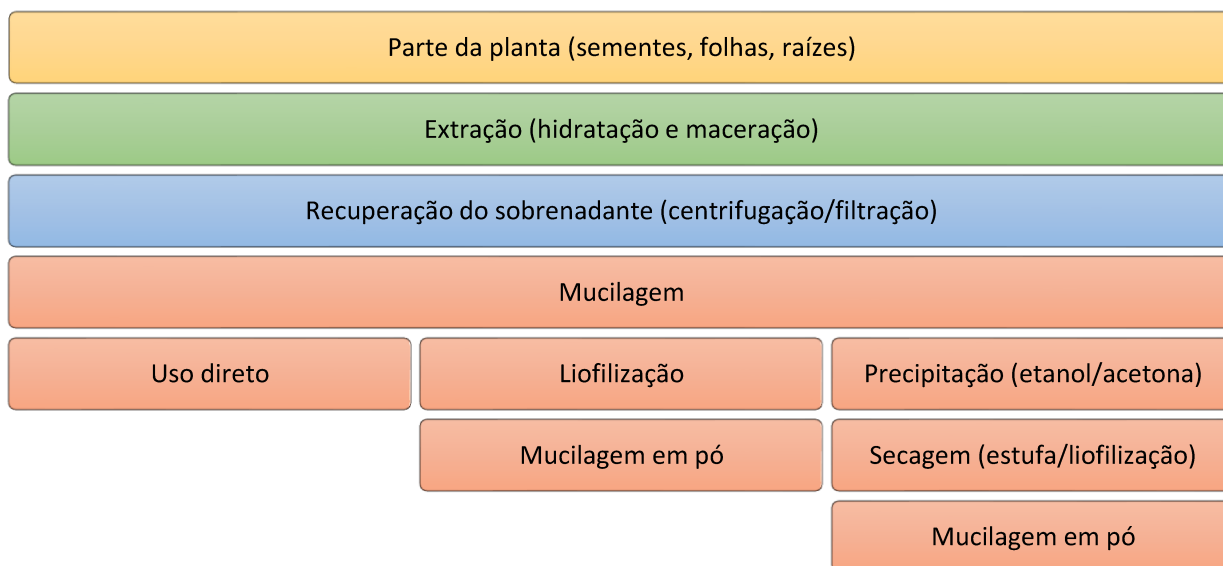 Parte da planta (sementes, folhas, raízes)
Extração (hidratação e maceração)
Recuperação do sobrenadante (centrifugação/filtração)
Mucilagem
Uso direto
Liofilização
Precipitação (etanol/acetona)
Mucilagem em pó
Secagem (estufa/liofilização)
Mucilagem em pó